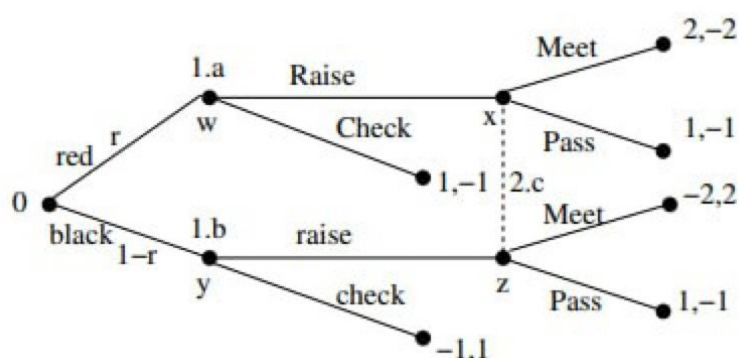 2,−2
Meet
1.a
Raise
w
x
Check
Pass
1,−1
red
r
1,−1
2.c
0
−2,2
Meet
black
1.b
raise
1−r
y
z
check
Pass
1,−1
−1,1